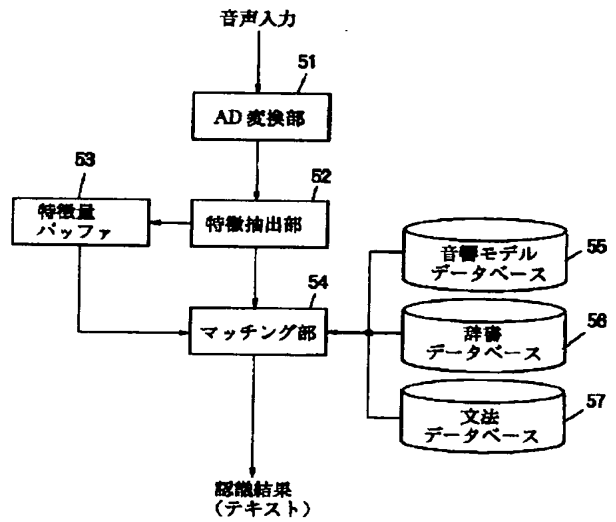 音声入力
51
AD 変換部
53
52
特徴量
バッファ
特徴抽出部
音響モデル
データベース
55
54
マッチング部
辞書
データベース
56
文法
データベース
57
認識結果
（テキスト）